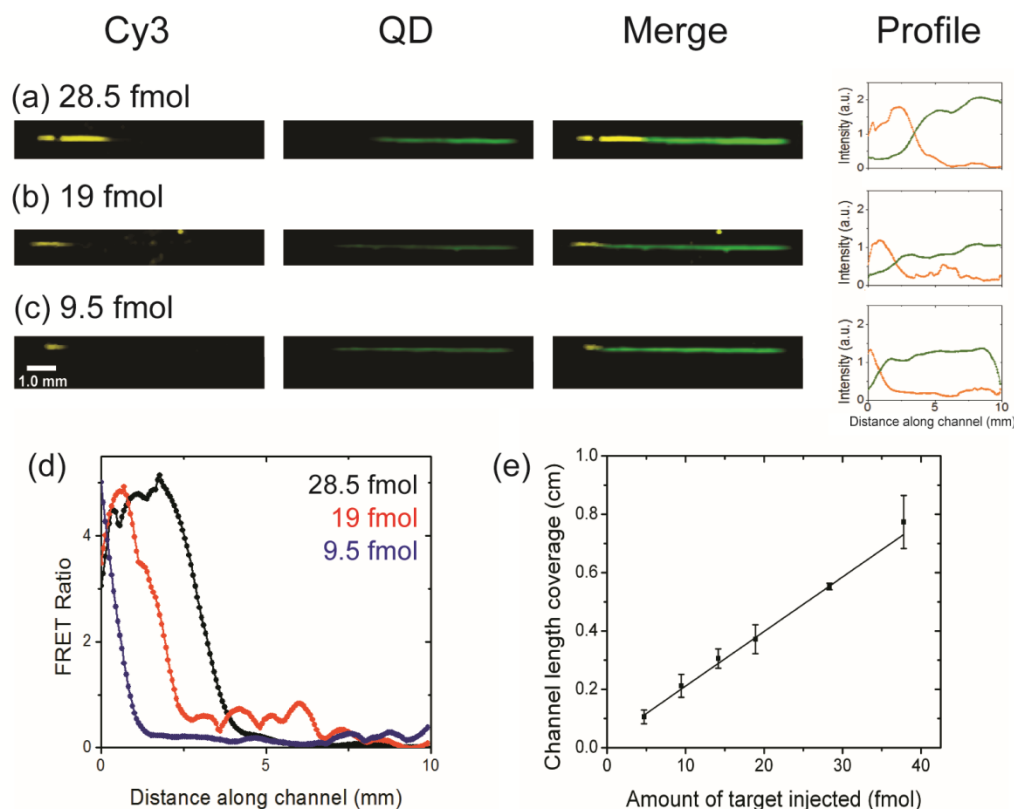 Cy3 QD Merge Profile
(a) 28.5 fmol
2
1
0
Intensity (a.u.)
(b) 19 fmol
2
1
0
Intensity (a.u.)
(c) 9.5 fmol
1.0 mm
2
1
0
Intensity (a.u.)
0 5 10
Distance along channel (mm)
(d)
28.5 fmol
19 fmol
9.5 fmol
4
2
0
FRET Ratio
0 5 10
Distance along channel (mm)
(e)
1.0
0.8
0.6
0.4
0.2
0.0
Channel length coverage (cm)
0 10 20 30 40
Amount of target injected (fmol)